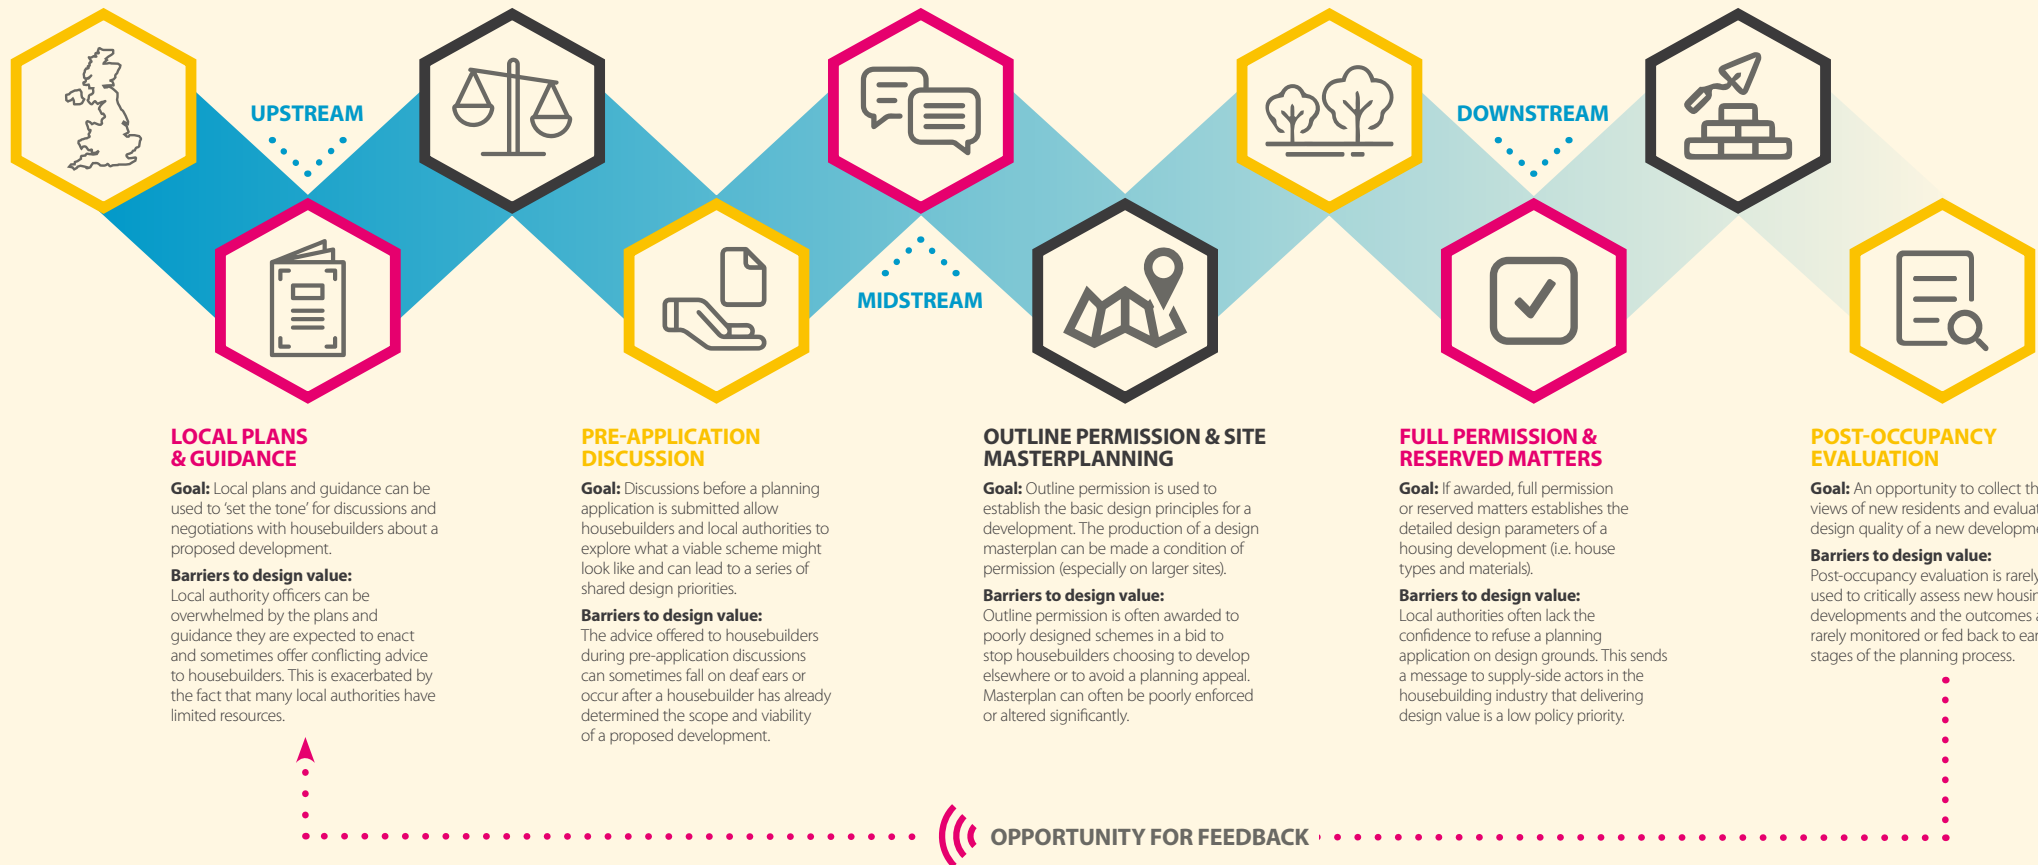 UPSTREAM
DOWNSTREAM
MIDSTREAM
LOCAL PLANS
& GUIDANCE
Goal: Local plans and guidance can be
used to ‘set the tone’ for discussions and
negotiations with housebuilders about a
proposed development.
Barriers to design value:
Local authority officers can be
overwhelmed by the plans and
guidance they are expected to enact
and sometimes offer conflicting advice
to housebuilders. This is exacerbated by
the fact that many local authorities have
limited resources.
PRE-APPLICATION
DISCUSSION
Goal: Discussions before a planning
application is submitted allow
housebuilders and local authorities to
explore what a viable scheme might
look like and can lead to a series of
shared design priorities.
Barriers to design value:
The advice offered to housebuilders
during pre-application discussions
can sometimes fall on deaf ears or
occur after a housebuilder has already
determined the scope and viability
of a proposed development.
OUTLINE PERMISSION & SITE
MASTERPLANNING
Goal: Outline permission is used to
establish the basic design principles for a
development. The production of a design
masterplan can be made a condition of
permission (especially on larger sites).
Barriers to design value:
Outline permission is often awarded to
poorly designed schemes in a bid to
stop housebuilders choosing to develop
elsewhere or to avoid a planning appeal.
Masterplan can often be poorly enforced
or altered significantly.
FULL PERMISSION &
RESERVED MATTERS
Goal: If awarded, full permission
or reserved matters establishes the
detailed design parameters of a
housing development (i.e. house
types and materials).
Barriers to design value:
Local authorities often lack the
confidence to refuse a planning
application on design grounds. This sends
a message to supply-side actors in the
housebuilding industry that delivering
design value is a low policy priority.
POST-OCCUPANCY
EVALUATION
Goal: An opportunity to collect
views of new residents and
design quality of a new
Barriers to design value:
Post-occupancy evaluation is rarely
used to critically assess new
developments and the outcomes
rarely monitored or fed back to
stages of the planning process.
OPPORTUNITY FOR FEEDBACK